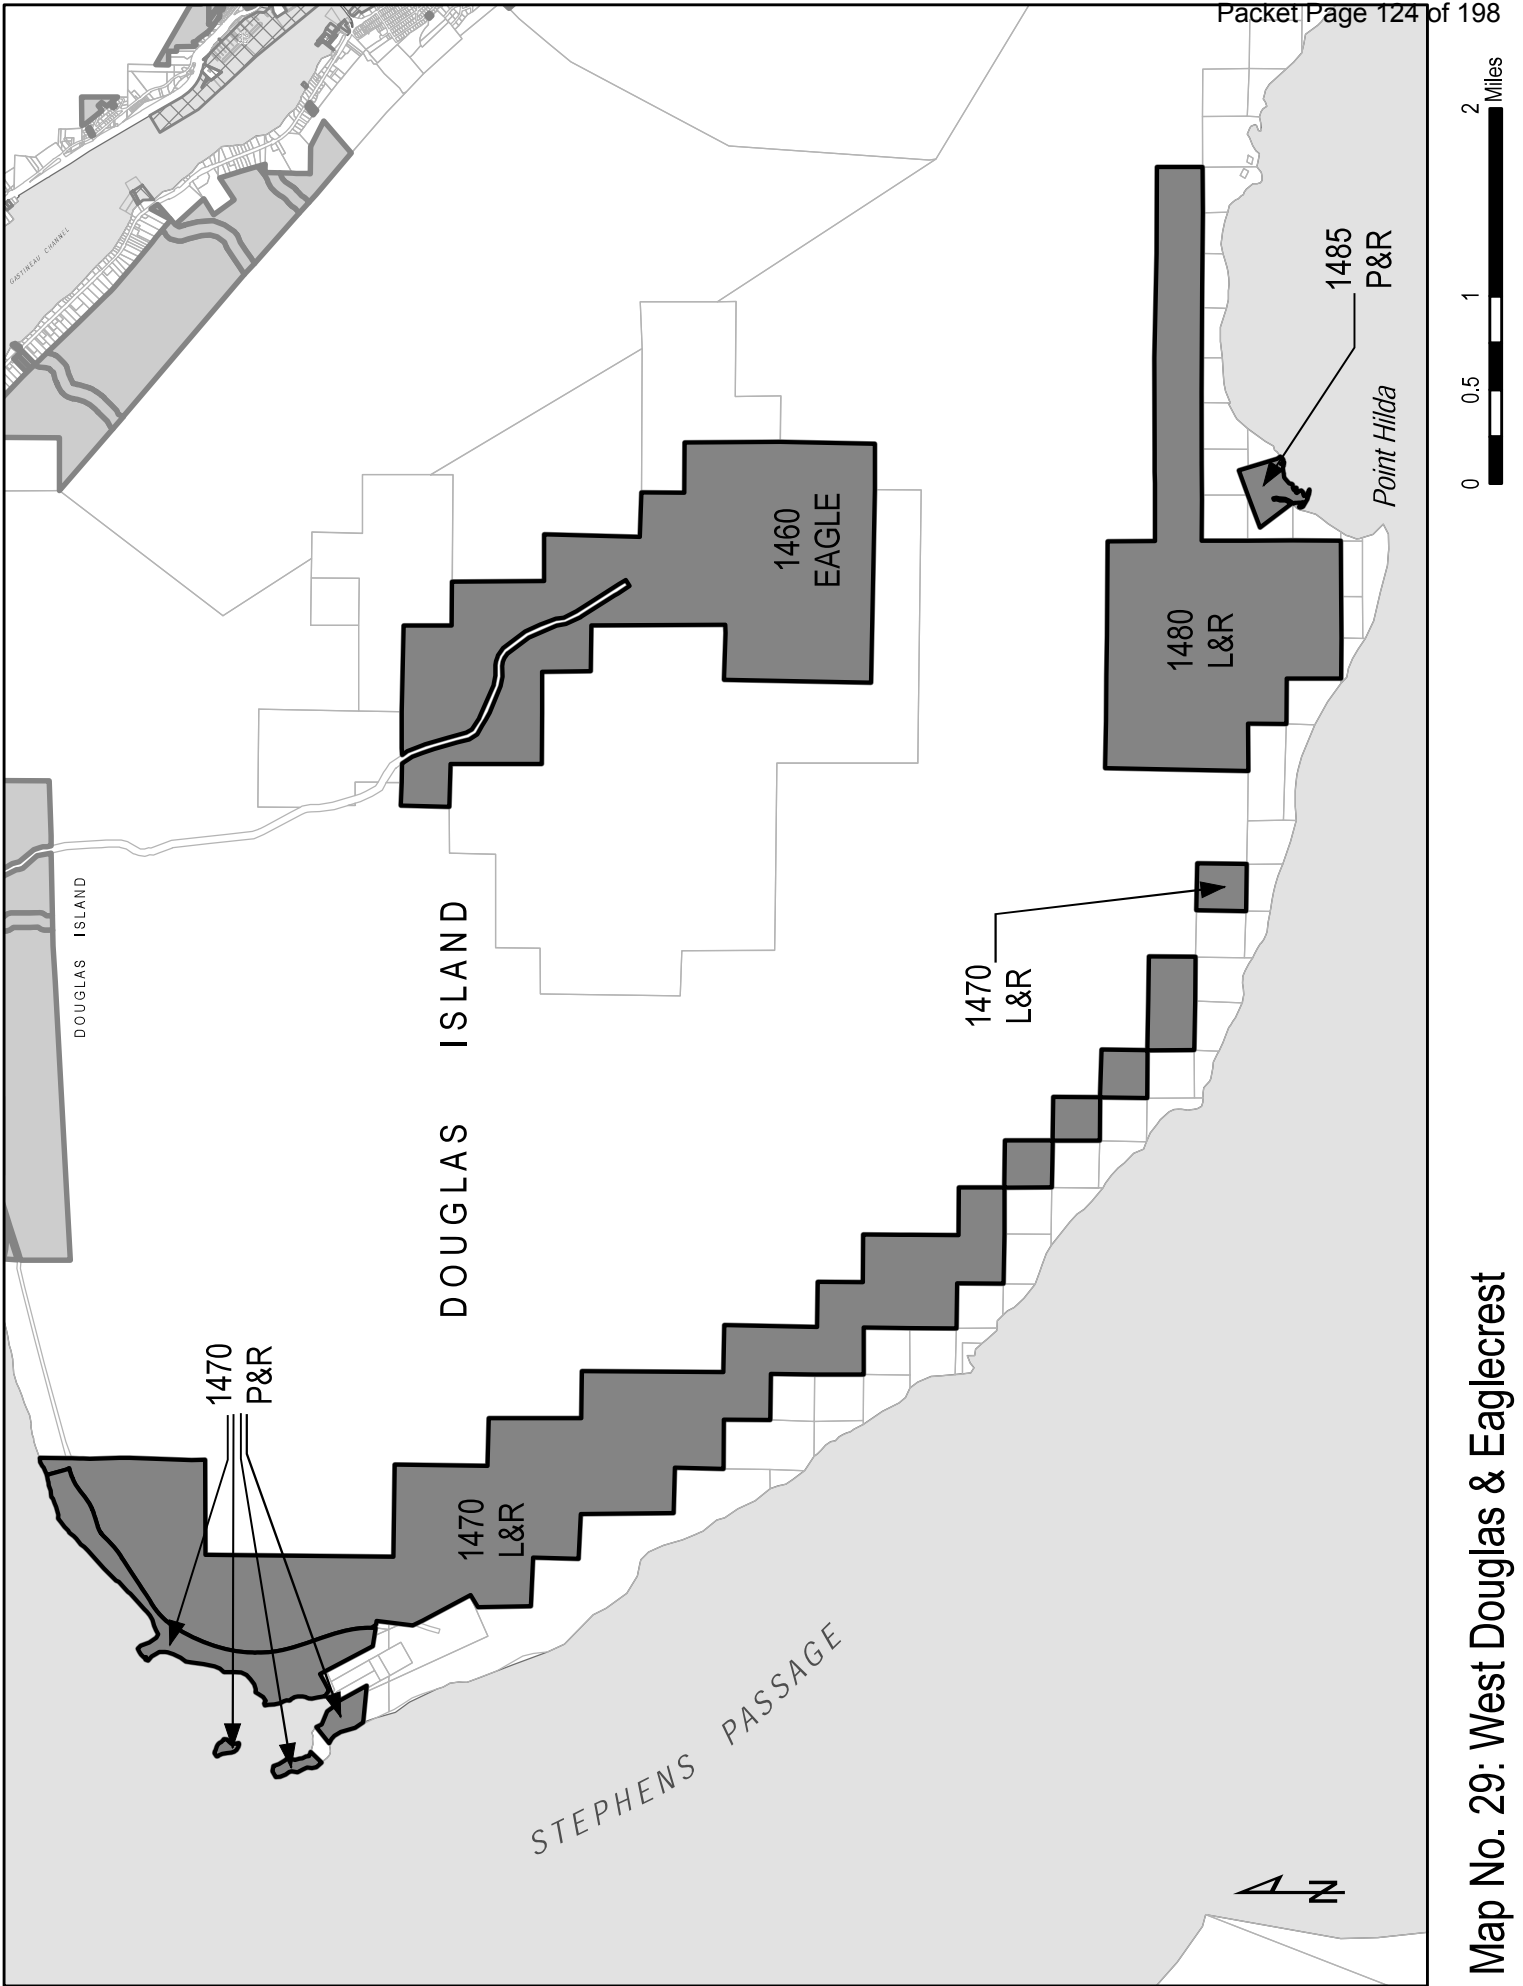 Packet Page 124 of 198
GASTINEAU CHANNEL
DOUGLAS ISLAND
DOUGLAS ISLAND
1470
P&R
1460
EAGLE
1470
L&R
1470
L&R
1480
L&R
1485
P&R
Point Hilda
STEPHENS PASSAGE
N
0 0.5 1 2
Miles
Map No. 29: West Douglas & Eaglecrest